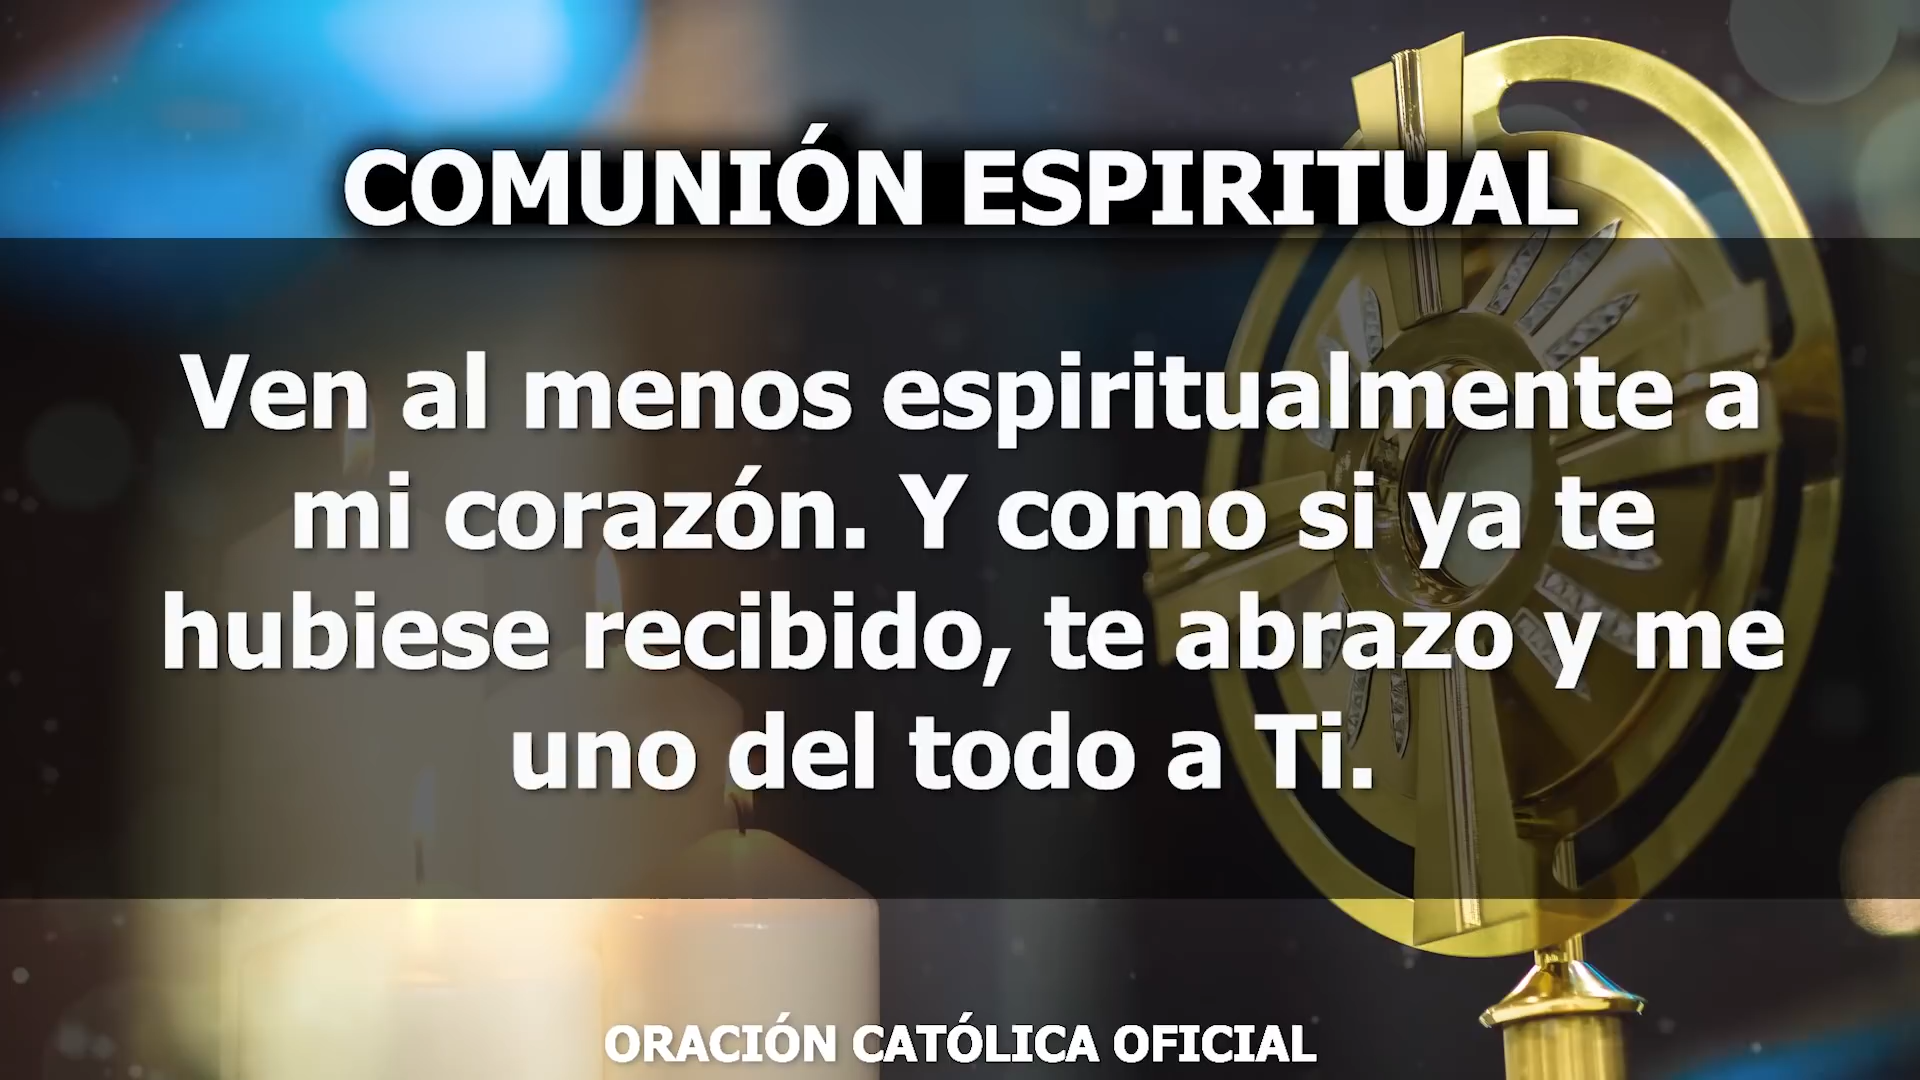 COMUNIÓN ESPIRITUAL
Ven al menos espiritualmente a
mi corazón. Y como si ya te
hubiese recibido, te abrazo y me
uno del todo a Ti.
ORACIÓN CATÓLICA OFICIAL